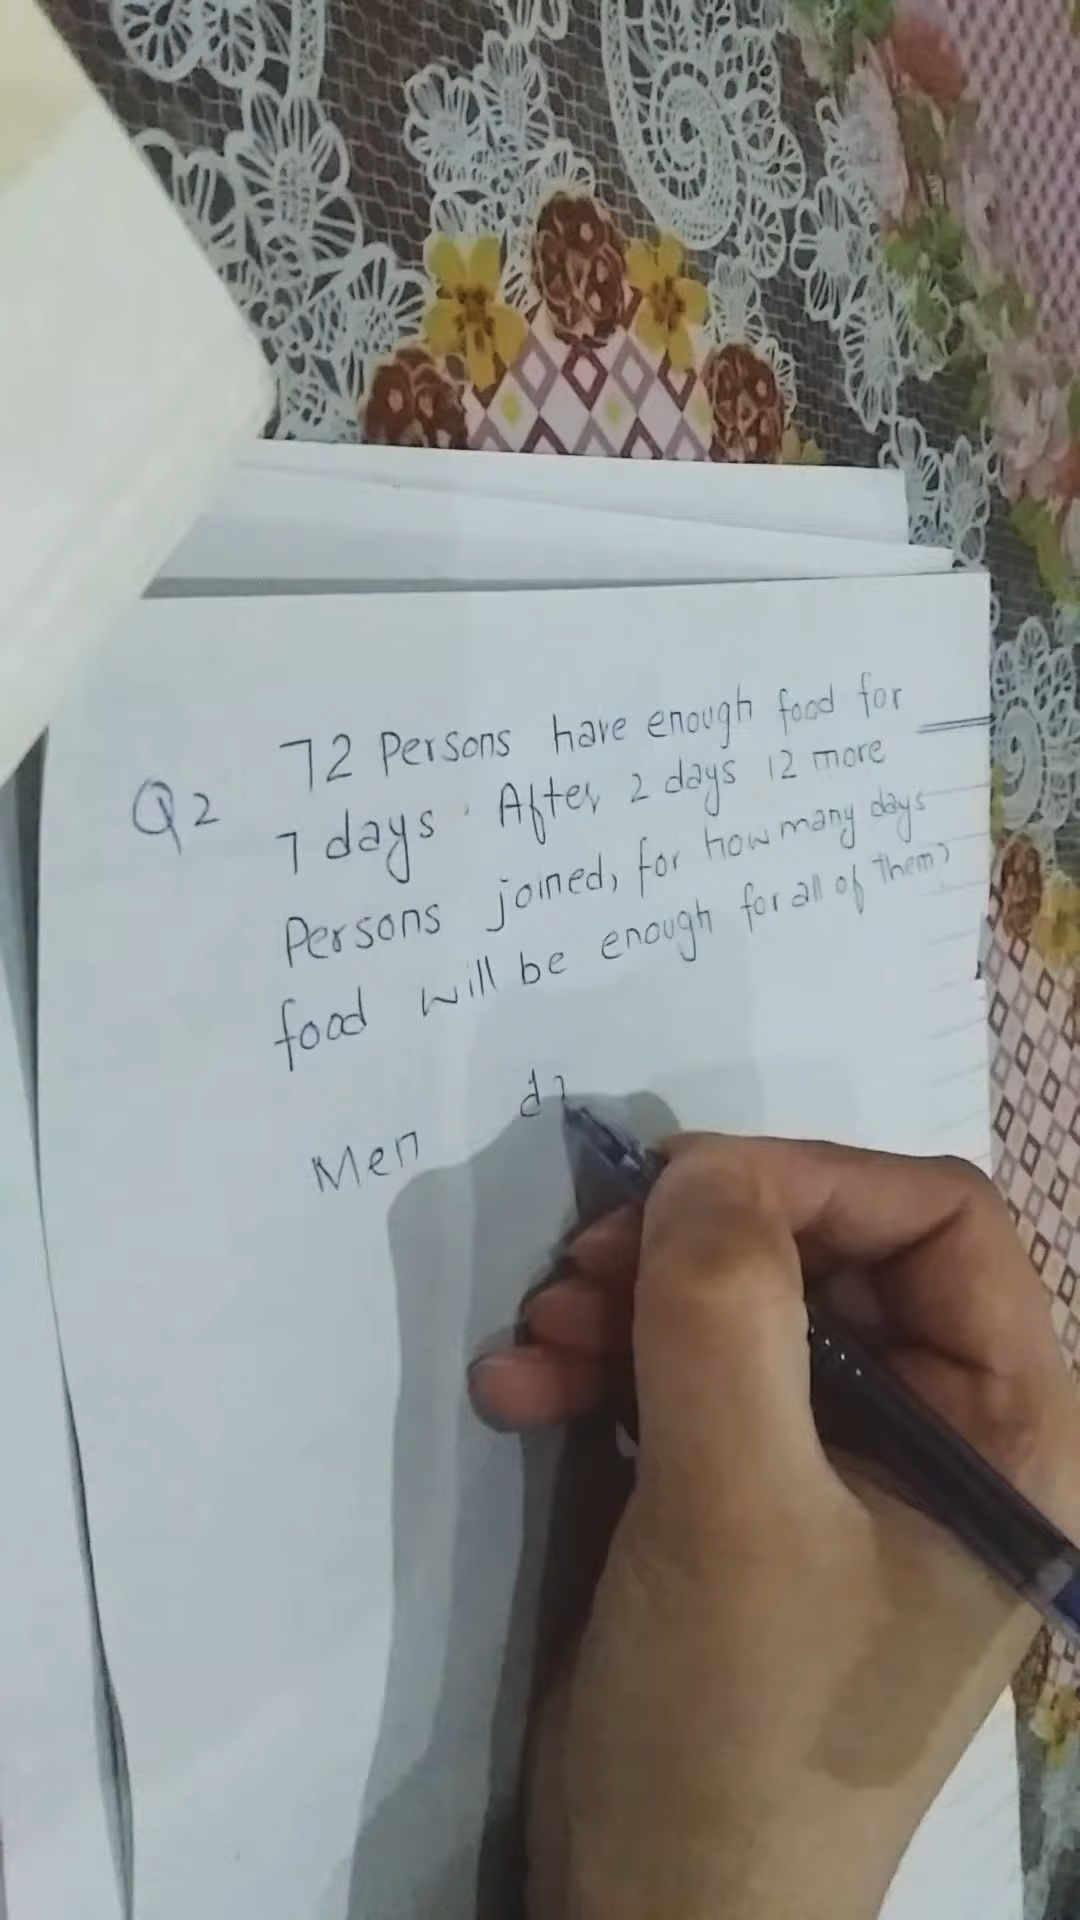 Q2 72 Persons have enough food for
7 days. After 2 days 12 more
Persons joined, for how many days
food will be enough for all of them?
Men da